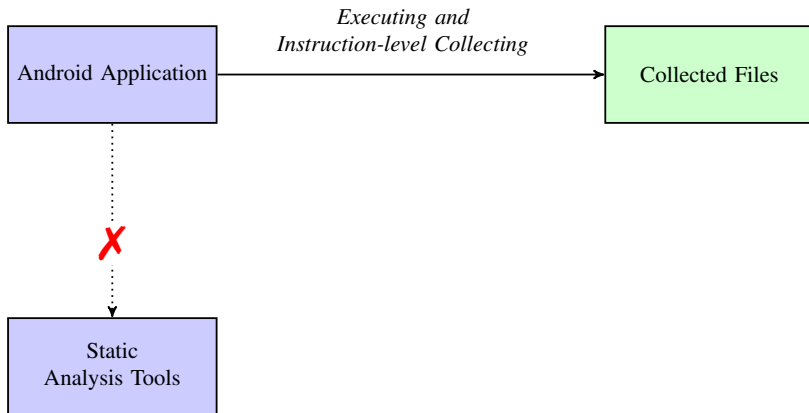 Executing and
Instruction-level Collecting
Android Application
Collected Files
Static
Analysis Tools